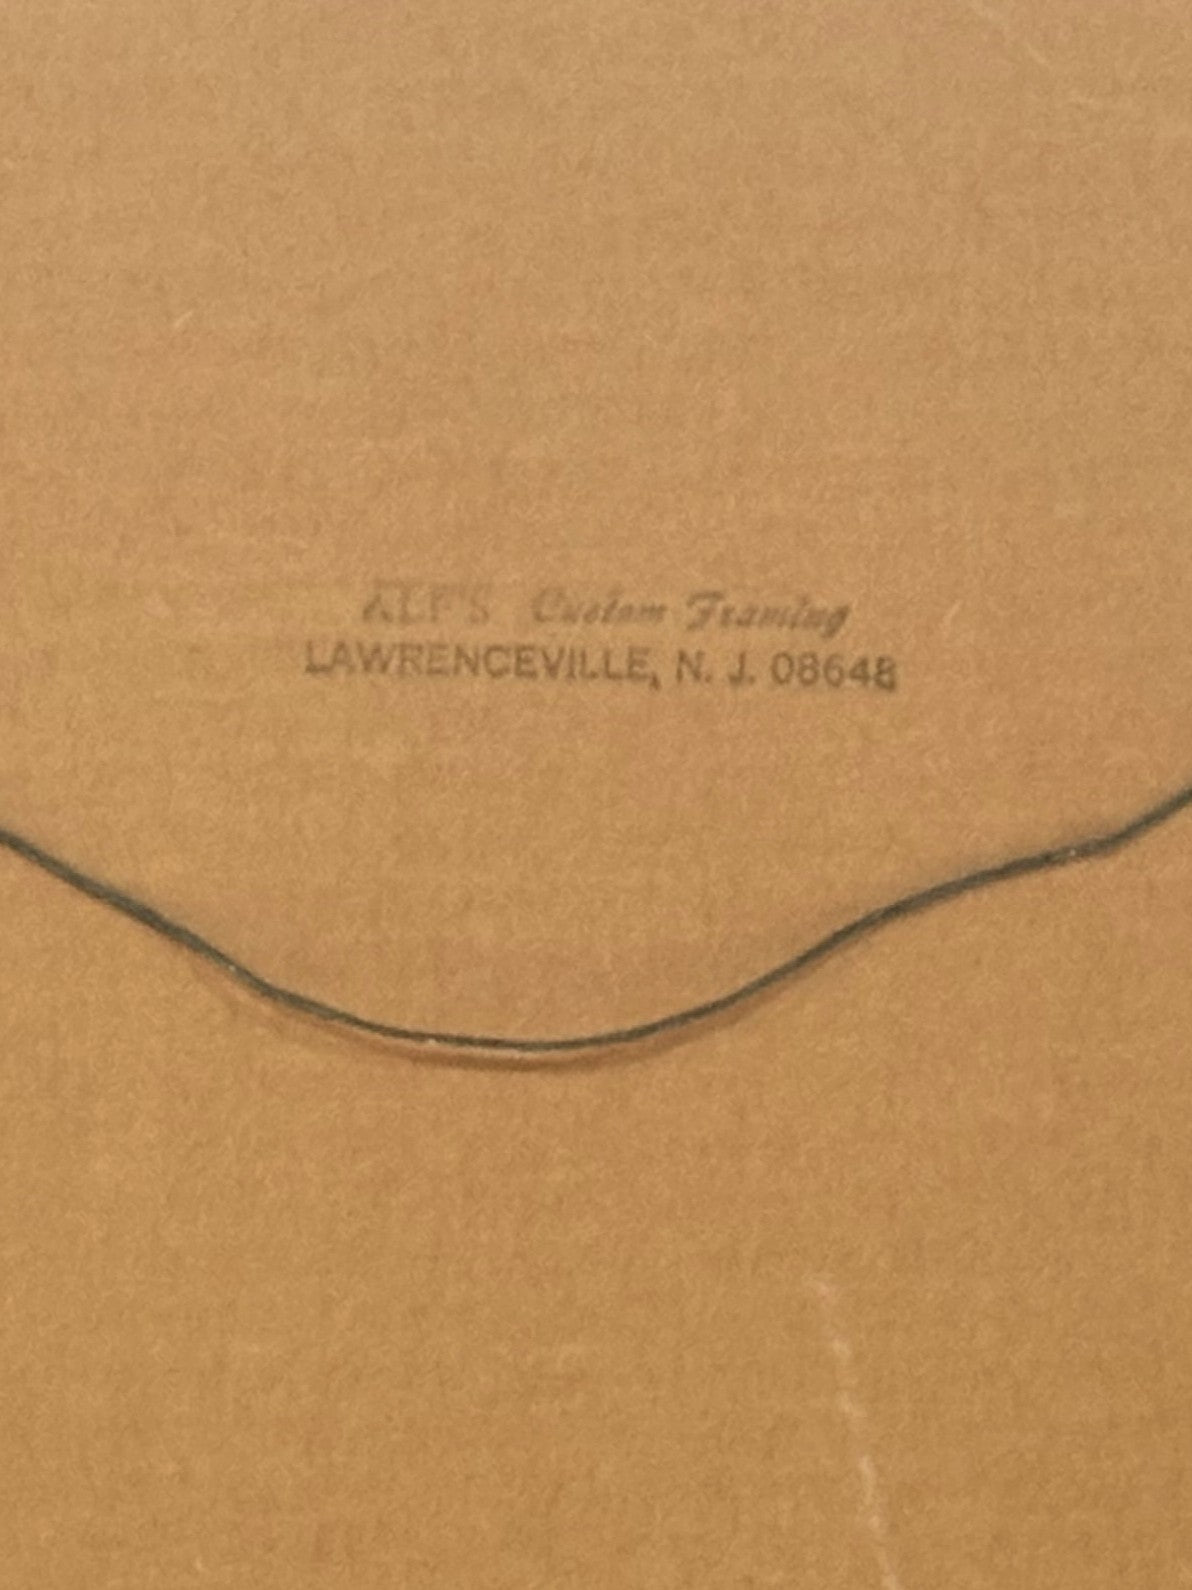 ALF'S Custom Framing
LAWRENCEVILLE, N. J. 08648